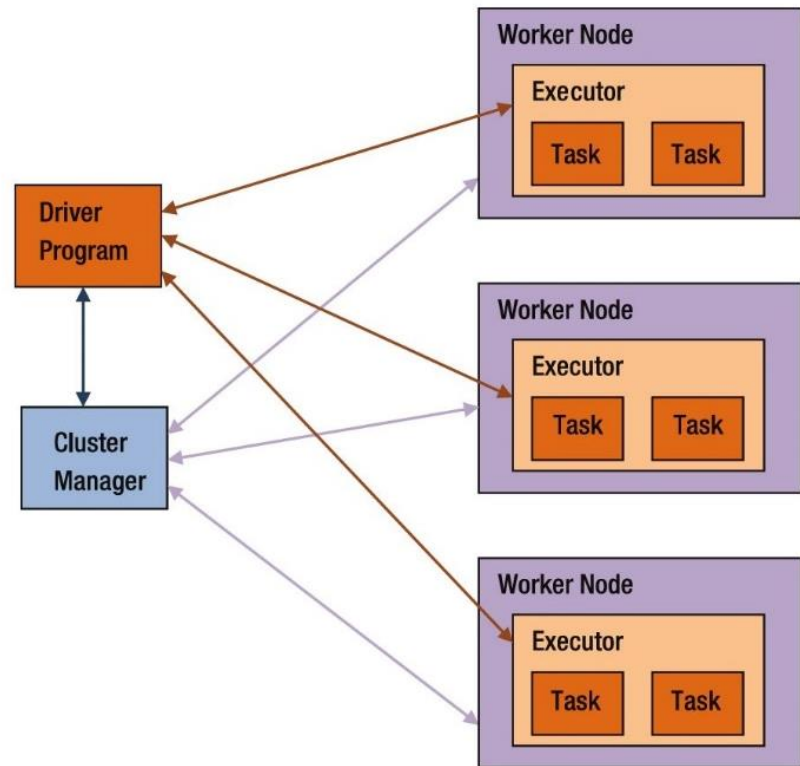 Driver
Program
Cluster
Manager
Worker Node
Executor
Task Task
Worker Node
Executor
Task Task
Worker Node
Executor
Task Task